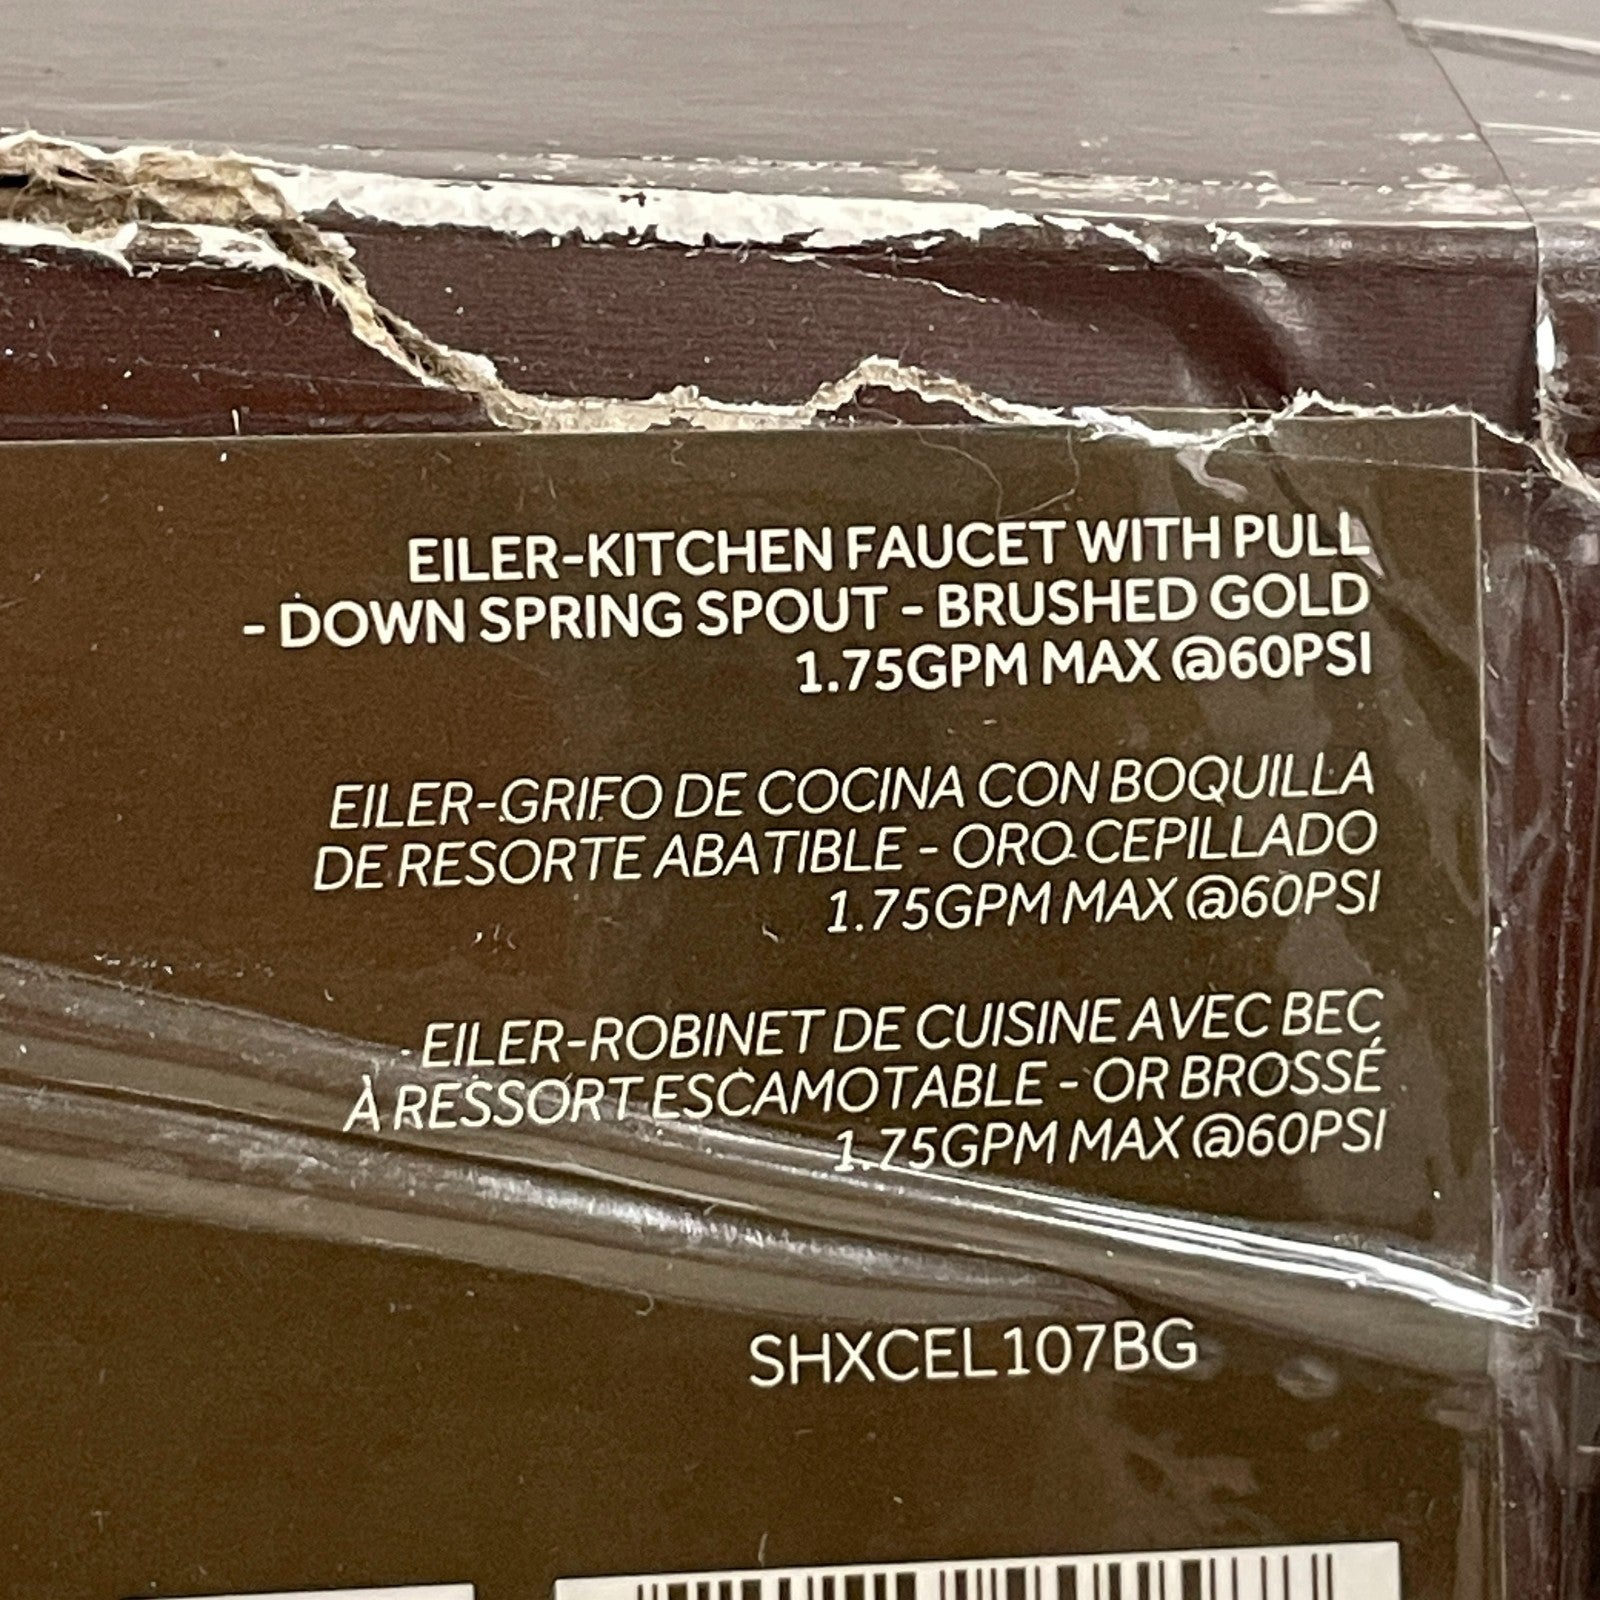 EILER-KITCHEN FAUCET WITH PULL
- DOWN SPRING SPOUT - BRUSHED GOLD
1.75GPM MAX @60PSI
EILER-GRIFO DE COCINA CON BOQUILLA
DE RESORTE ABATIBLE - ORO CEPILLADO
1.75GPM MAX @60PSI
EILER-ROBINET DE CUISINE AVEC BEC
À RESSORT ESCAMOTABLE - OR BROSSÉ
1.75GPM MAX @60PSI
SHXCEL107BG